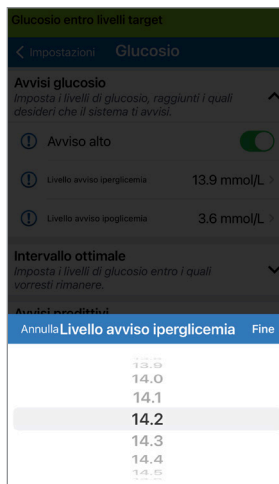 Glucosio entro livelli target
Impostazioni Glucosio
Avvisi glucosio
Imposta i livelli di glucosio, raggiunti i quali
desideri che il sistema ti avvisi.
Avviso alto
Livello avviso iperglicemia 13.9 mmol/L
Livello avviso ipoglicemia 3.6 mmol/L
Intervallo ottimale
Imposta i livelli di glucosio entro i quali
vorresti rimanere.
Avvisi predittivi
Annulla Livello avviso iperglicemia Fine
13.9
14.0
14.1
14.2
14.3
14.4
14.5